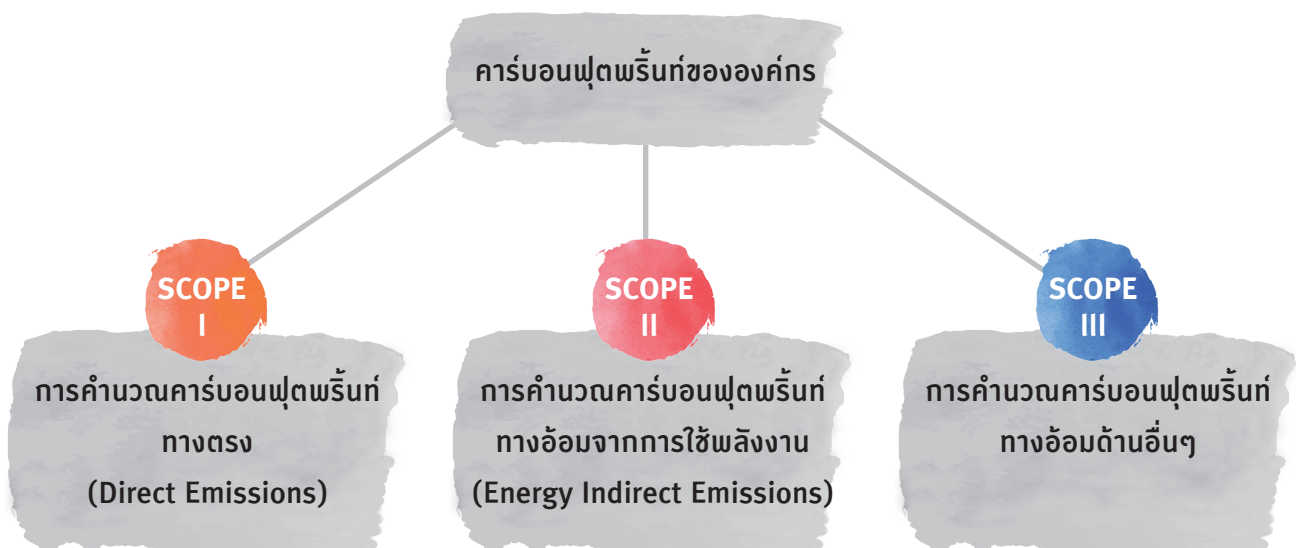 คาร์บอนฟุตพริ้นท์ขององค์กร
SCOPE
I
การคำนวณคาร์บอนฟุตพริ้นท์
ทางตรง
(Direct Emissions)
SCOPE
II
การคำนวณคาร์บอนฟุตพริ้นท์
ทางอ้อมจากการใช้พลังงาน
(Energy Indirect Emissions)
SCOPE
III
การคำนวณคาร์บอนฟุตพริ้นท์
ทางอ้อมด้านอื่นๆ